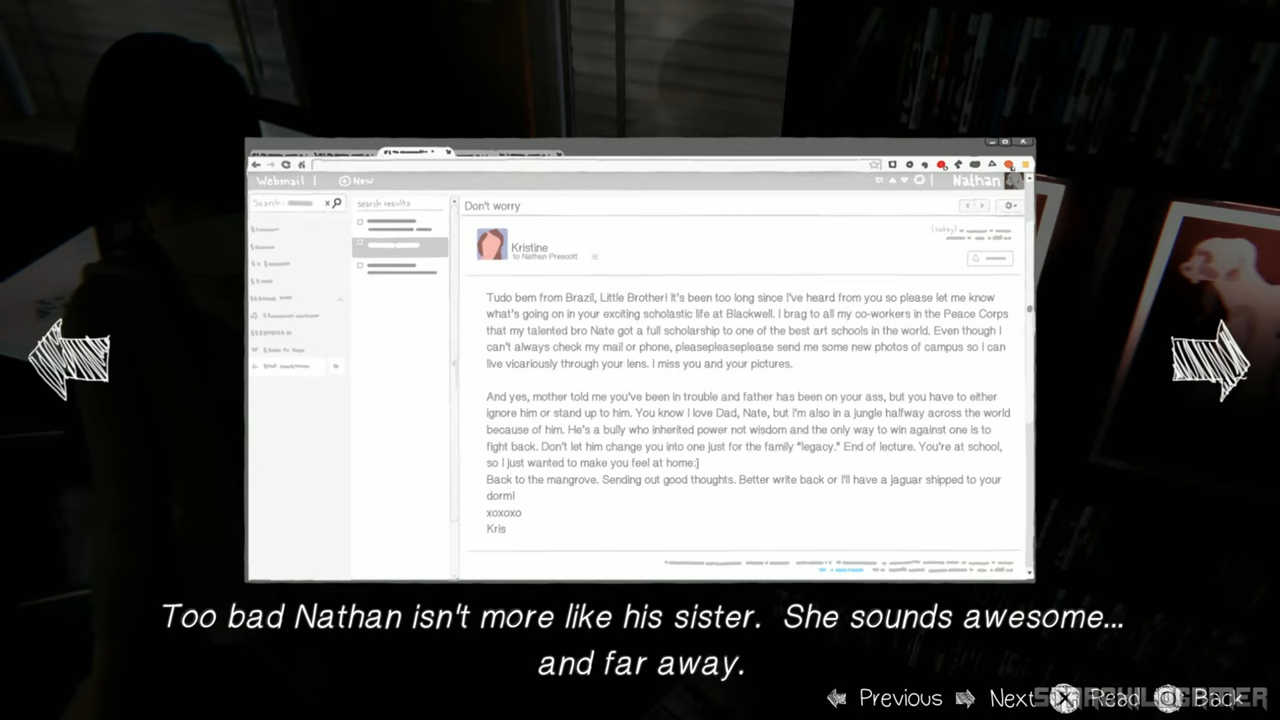 Webmail | New
Nathan
Search:
search results
Don't worry
Kristine
to Nathan Prescott
(today)
Tudo bem from Brazil, Little Brother! It's been too long since I've heard from you so please let me know
what's going on in your exciting scholastic life at Blackwell. I brag to all my co-workers in the Peace Corps
that my talented bro Nate got a full scholarship to one of the best art schools in the world. Even though I
can't always check my mail or phone, pleasepleaseplease send me some new photos of campus so I can
live vicariously through your lens. I miss you and your pictures.
And yes, mother told me you've been in trouble and father has been on your ass, but you have to either
ignore him or stand up to him. You know I love Dad, Nate, but I'm also in a jungle halfway across the world
because of him. He's a bully who inherited power not wisdom and the only way to win against one is to
fight back. Don't let him change you into one just for the family "legacy." End of lecture. You're at school,
so I just wanted to make you feel at home:]
Back to the mangrove. Sending out good thoughts. Better write back or I'll have a jaguar shipped to your
dorm!
xoxoxo
Kris
Too bad Nathan isn't more like his sister. She sounds awesome...
and far away.
Previous Next Read Back